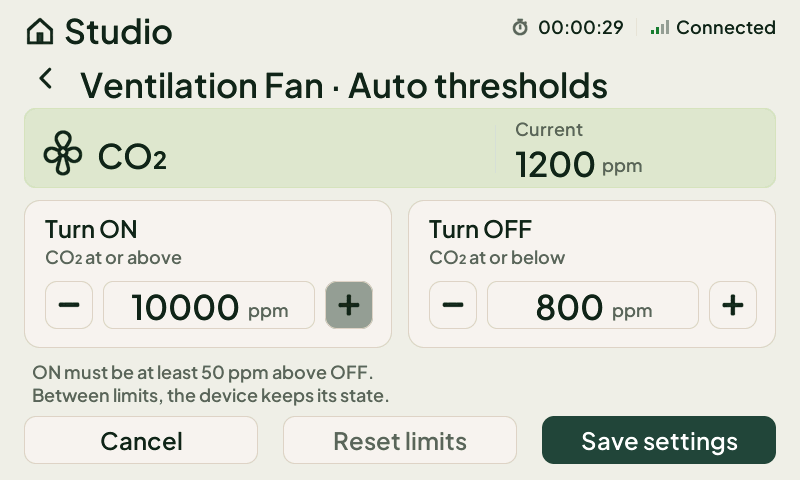 Studio
00:00:29
Connected
Ventilation Fan · Auto thresholds
CO₂
Current
1200 ppm
Turn ON
CO₂ at or above
− 10000 ppm +
Turn OFF
CO₂ at or below
− 800 ppm +
ON must be at least 50 ppm above OFF.
Between limits, the device keeps its state.
Cancel
Reset limits
Save settings